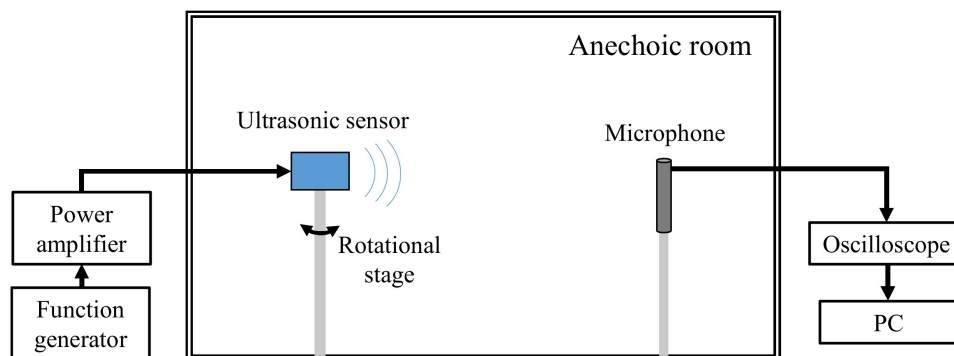 Anechoic room
Ultrasonic sensor
Microphone
Power
amplifier
Rotational
stage
Oscilloscope
Function
generator
PC